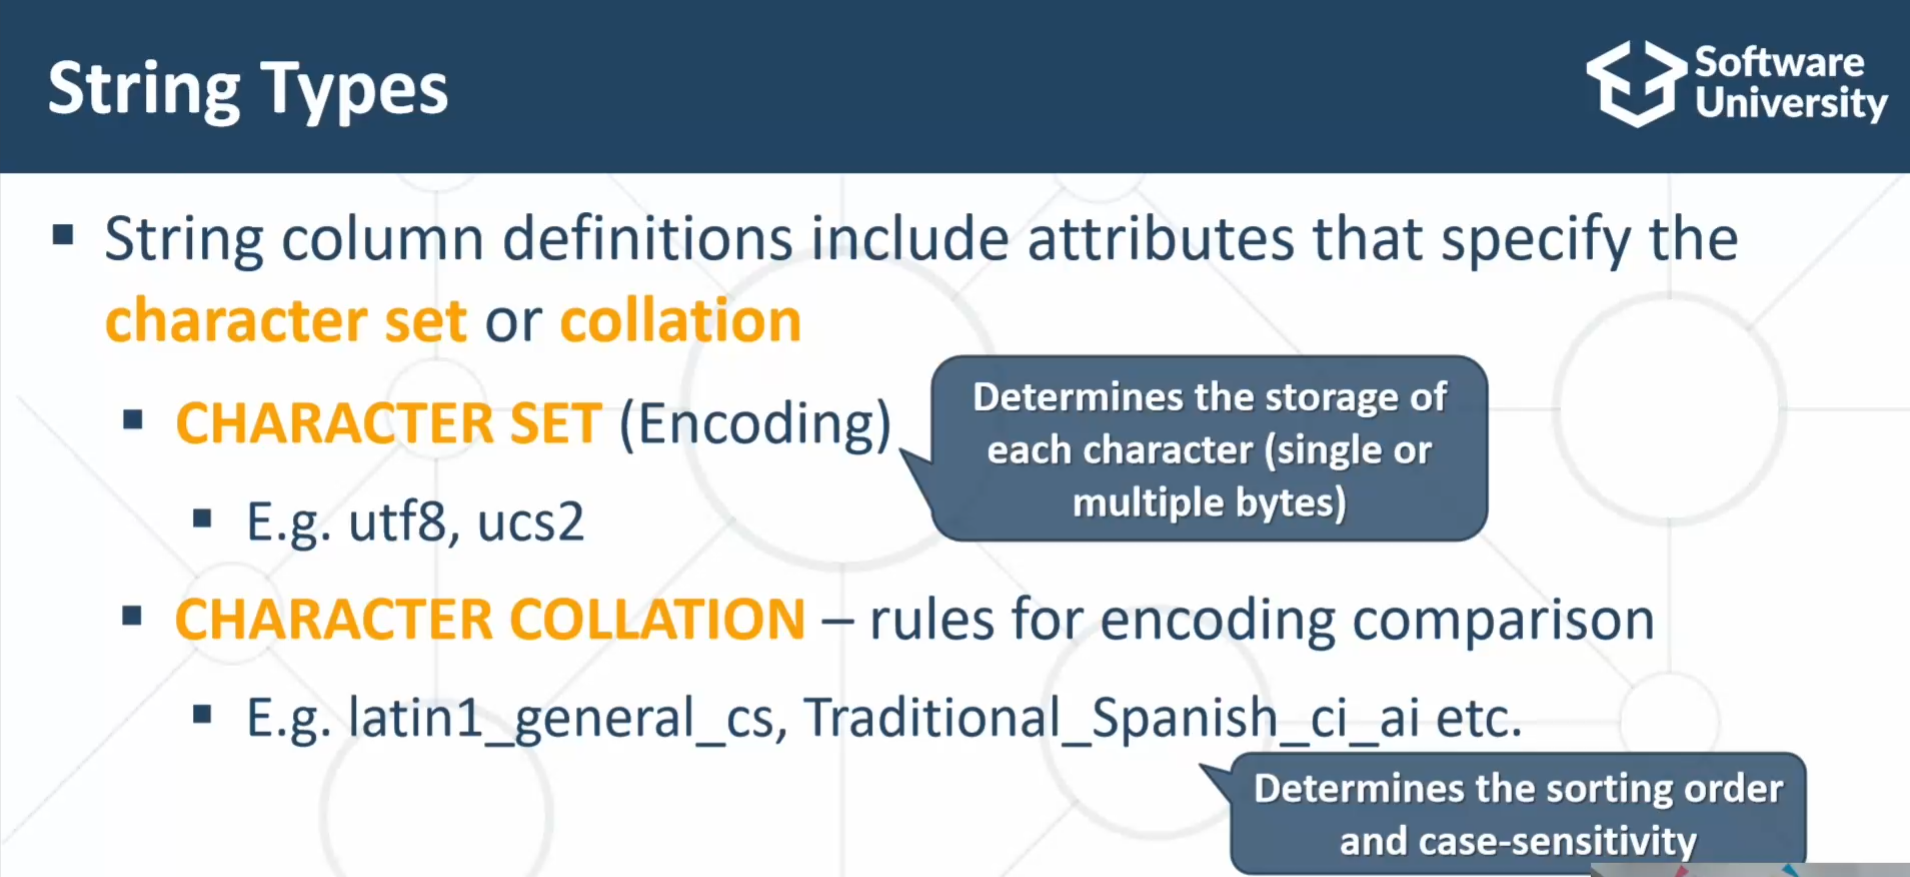 String Types
Software
University
▪ String column definitions include attributes that specify the
character set or collation
▪ CHARACTER SET (Encoding)
Determines the storage of
each character (single or
multiple bytes)
▪ E.g. utf8, ucs2
▪ CHARACTER COLLATION – rules for encoding comparison
▪ E.g. latin1_general_cs, Traditional_Spanish_ci_ai etc.
Determines the sorting order
and case-sensitivity